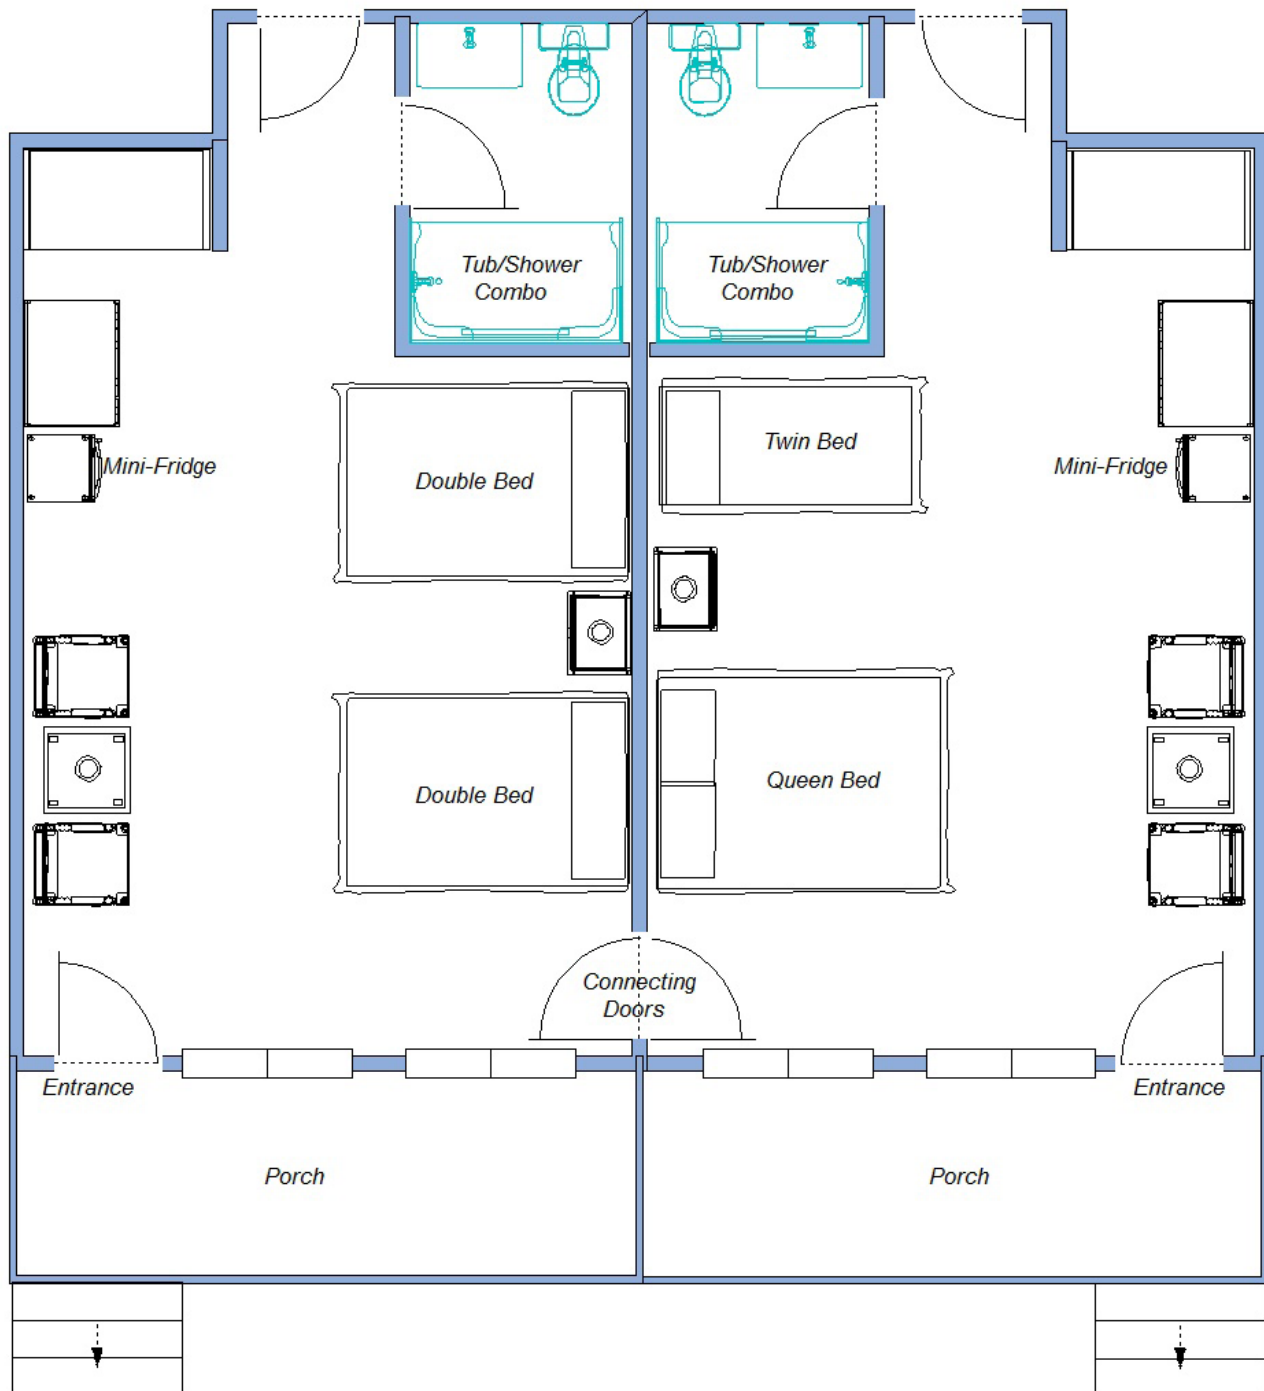 Tub/Shower
Combo
Tub/Shower
Combo
Twin Bed
Mini-Fridge
Double Bed
Mini-Fridge
Double Bed
Queen Bed
Connecting
Doors
Entrance
Entrance
Porch
Porch